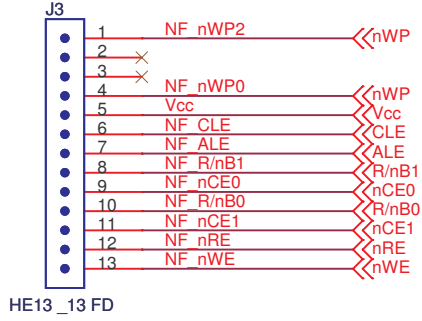 J3
1 NF_nWP2 nWP
2
3
4 NF_nWP0 nWP
5 Vcc Vcc
6 NF_CLE CLE
7 NF_ALE ALE
8 NF_R/nB1 R/nB1
9 NF_nCE0 nCE0
10 NF_R/nB0 R/nB0
11 NF_nCE1 nCE1
12 NF_nRE nRE
13 NF_nWE nWE
HE13 _13 FD